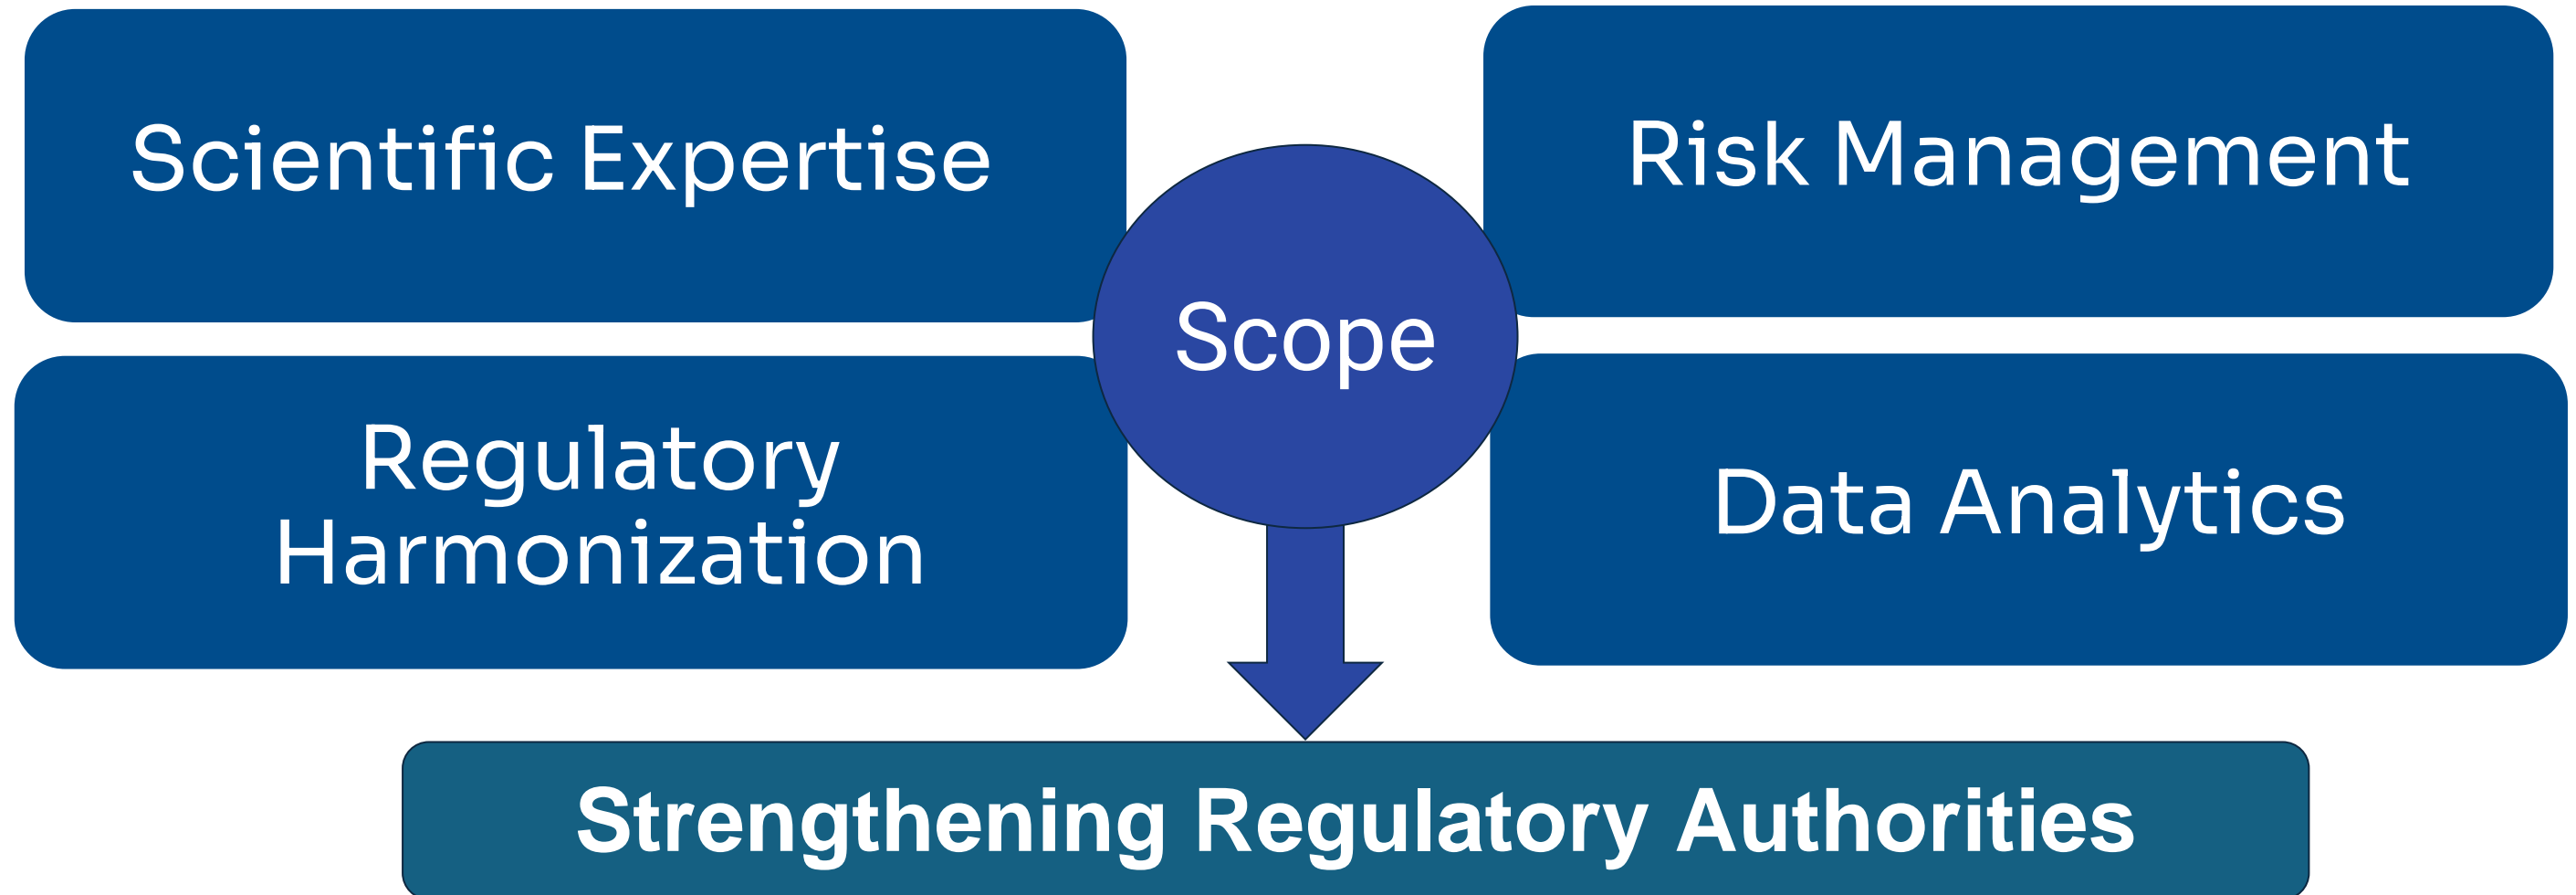 Scientific Expertise
Risk Management
Scope
Regulatory
Harmonization
Data Analytics
Strengthening Regulatory Authorities